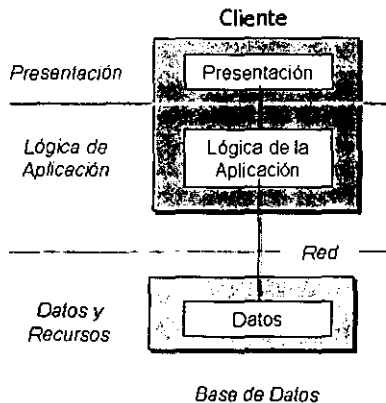 Cliente
Presentación
Presentación
Lógica de
Aplicación
Lógica de la
Aplicación
Red
Datos y
Recursos
Datos
Base de Datos